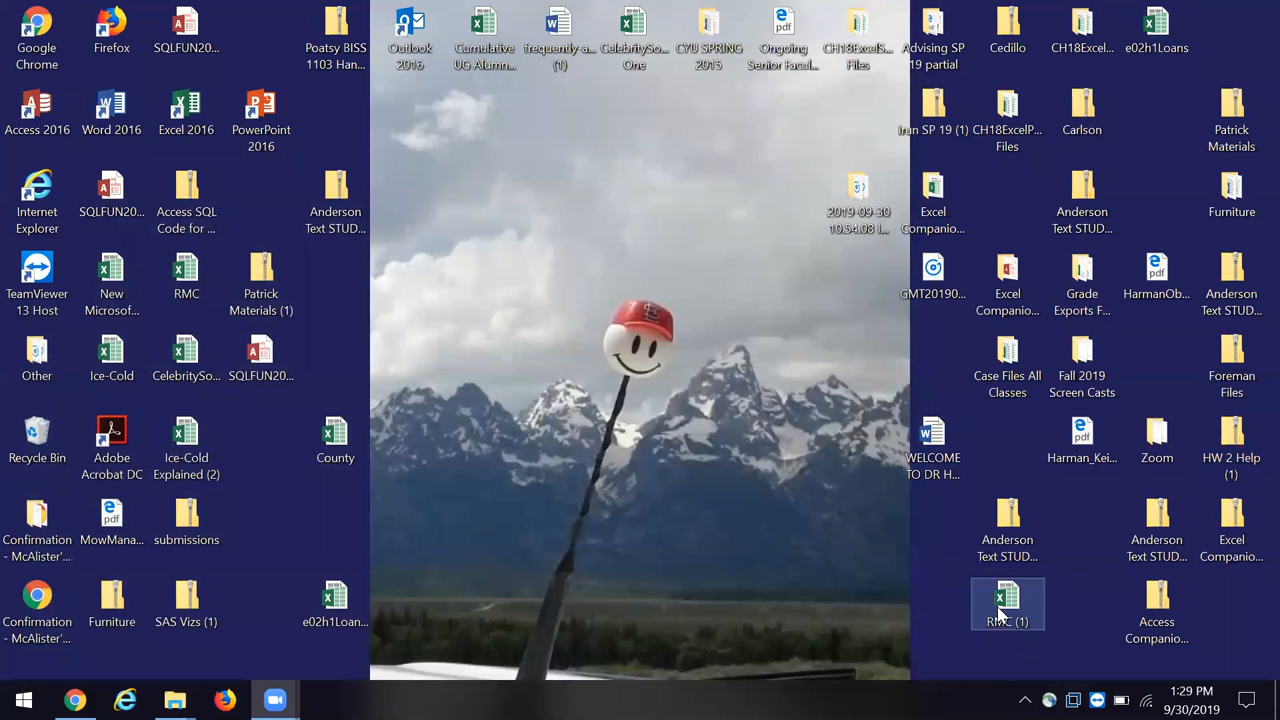 Google
Chrome
Firefox
SQLFUN20...
Poatsy BISS
1103 Han...
Outlook
2016
Cumulative
UG Alumn...
frequently-a...
(1)
CelebritySo...
One
CYU SPRING
2015
Ongoing
Senior Facul...
CH18ExcelS...
Files
Advising SP
19 partial
Cedillo
CH18Excel...
e02h1Loans
Access 2016
Word 2016
Excel 2016
PowerPoint
2016
Irun SP 19 (1)
CH18ExcelP...
Files
Carlson
Patrick
Materials
Internet
Explorer
SQLFUN20...
Access SQL
Code for ...
Anderson
Text STUD...
2019-09-30
10.54.08 I...
Excel
Companio...
Anderson
Text STUD...
Furniture
TeamViewer
13 Host
New
Microsof...
RMC
Patrick
Materials (1)
GMT20190...
Excel
Companio...
Grade
Exports F...
HarmanOb...
Anderson
Text STUD...
Other
Ice-Cold
CelebritySo...
SQLFUN20...
Case Files All
Classes
Fall 2019
Screen Casts
Foreman
Files
Recycle Bin
Adobe
Acrobat DC
Ice-Cold
Explained (2)
County
WELCOME
TO DR H...
Harman_Kei...
Zoom
HW 2 Help
(1)
Confirmation
- McAlister'...
MowMana...
submissions
Anderson
Text STUD...
Anderson
Text STUD...
Excel
Companio...
Confirmation
- McAlister'...
Furniture
SAS Vizs (1)
e02h1Loan...
RMC (1)
Access
Companio...
1:29 PM
9/30/2019